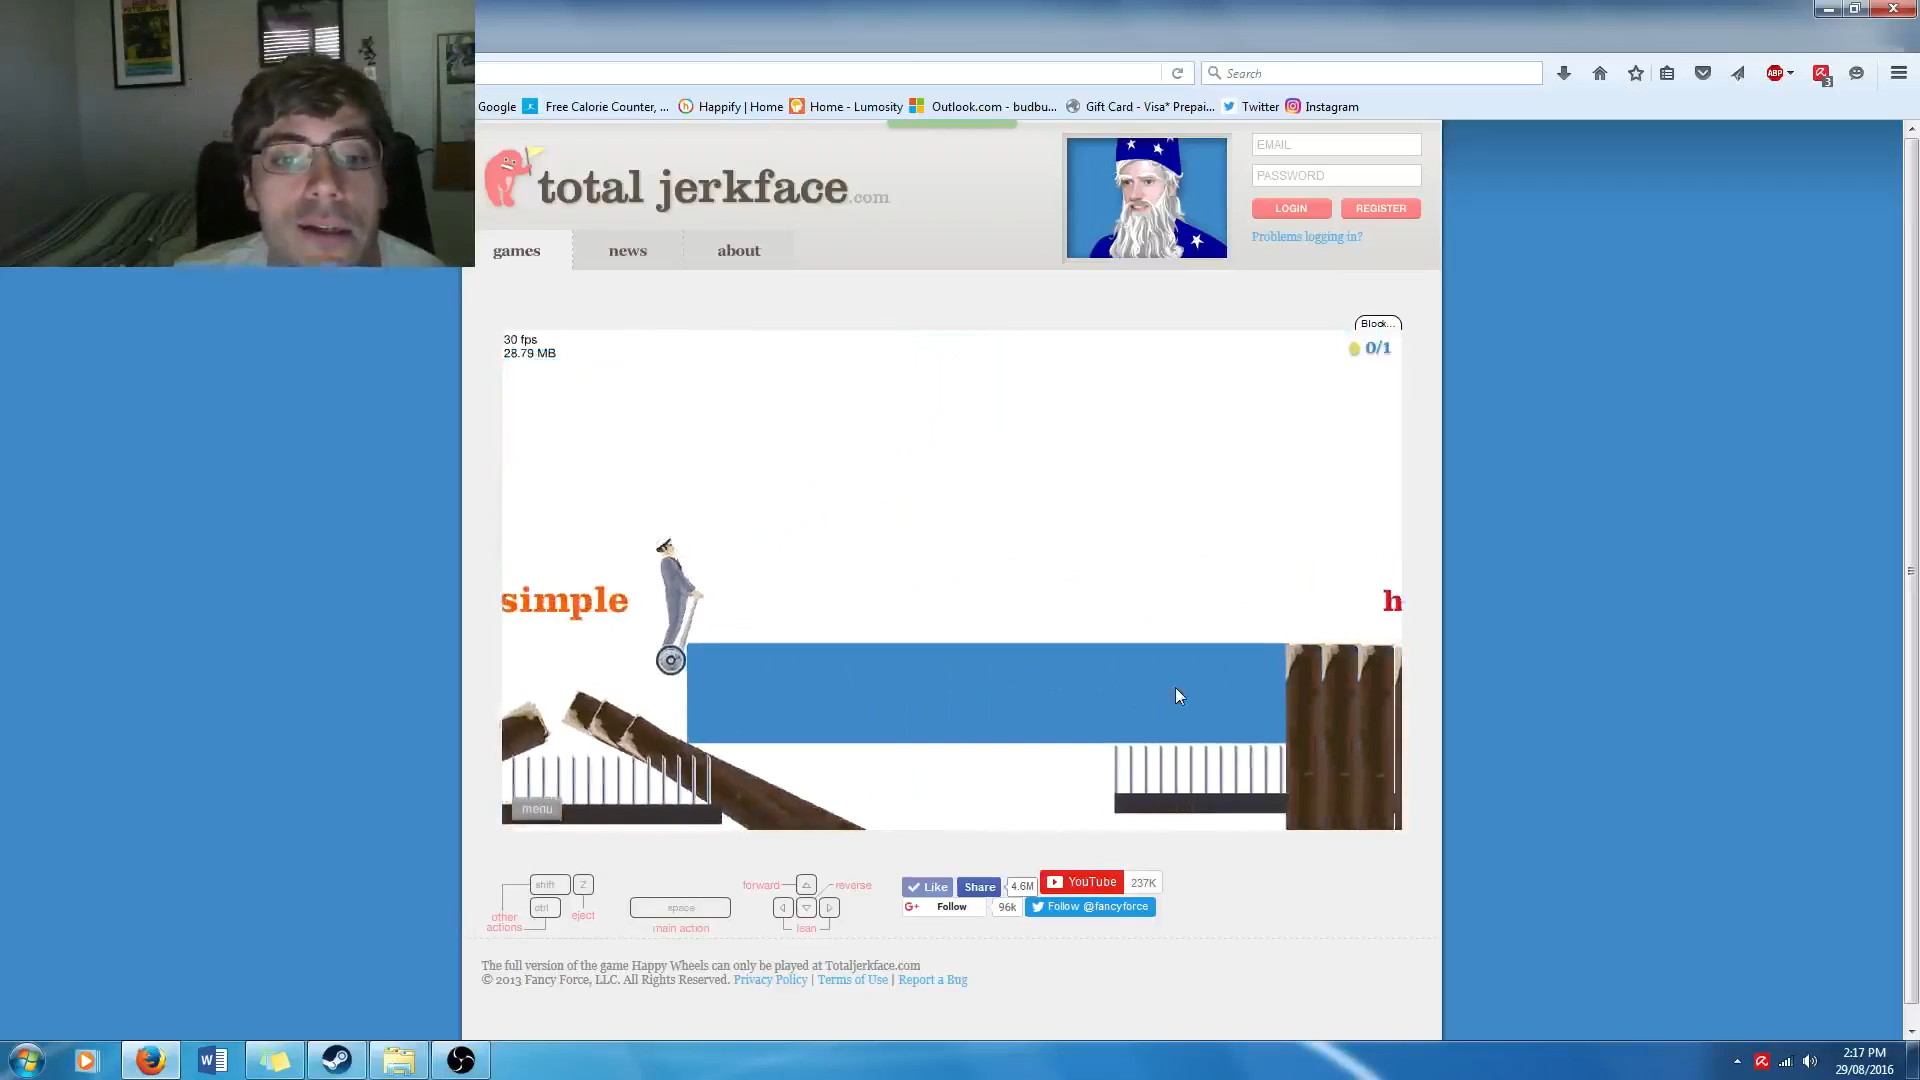 Search
ABP
3
Google
Free Calorie Counter, ...
Happify | Home
Home - Lumosity
Outlook.com - budbu...
Gift Card - Visa* Prepai...
Twitter
Instagram
total jerkface.com
EMAIL
PASSWORD
LOGIN
REGISTER
Problems logging in?
games
news
about
30 fps
28.79 MB
Block...
0/1
simple
h
menu
shift
Z
ctrl
other
actions
eject
space
main action
forward
reverse
lean
Like
Share
4.6M
YouTube
237K
G+
Follow
96k
Follow @fancyforce
The full version of the game Happy Wheels can only be played at Totaljerkface.com
© 2013 Fancy Force, LLC. All Rights Reserved. Privacy Policy | Terms of Use | Report a Bug
2:17 PM
29/08/2016